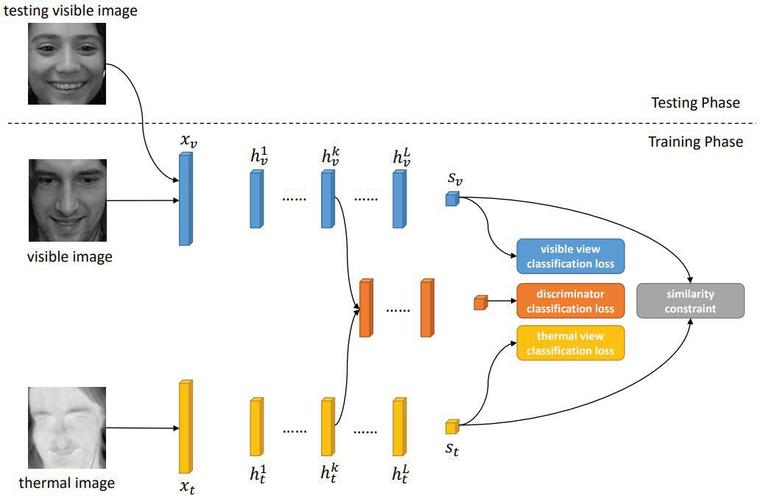 testing visible image
Testing Phase
Training Phase
x_v
h_v^1
h_v^k
h_v^L
......
......
s_v
visible image
visible view
classification loss
discriminator
classification loss
similarity
constraint
......
thermal view
classification loss
......
......
s_t
thermal image
x_t
h_t^1
h_t^k
h_t^L